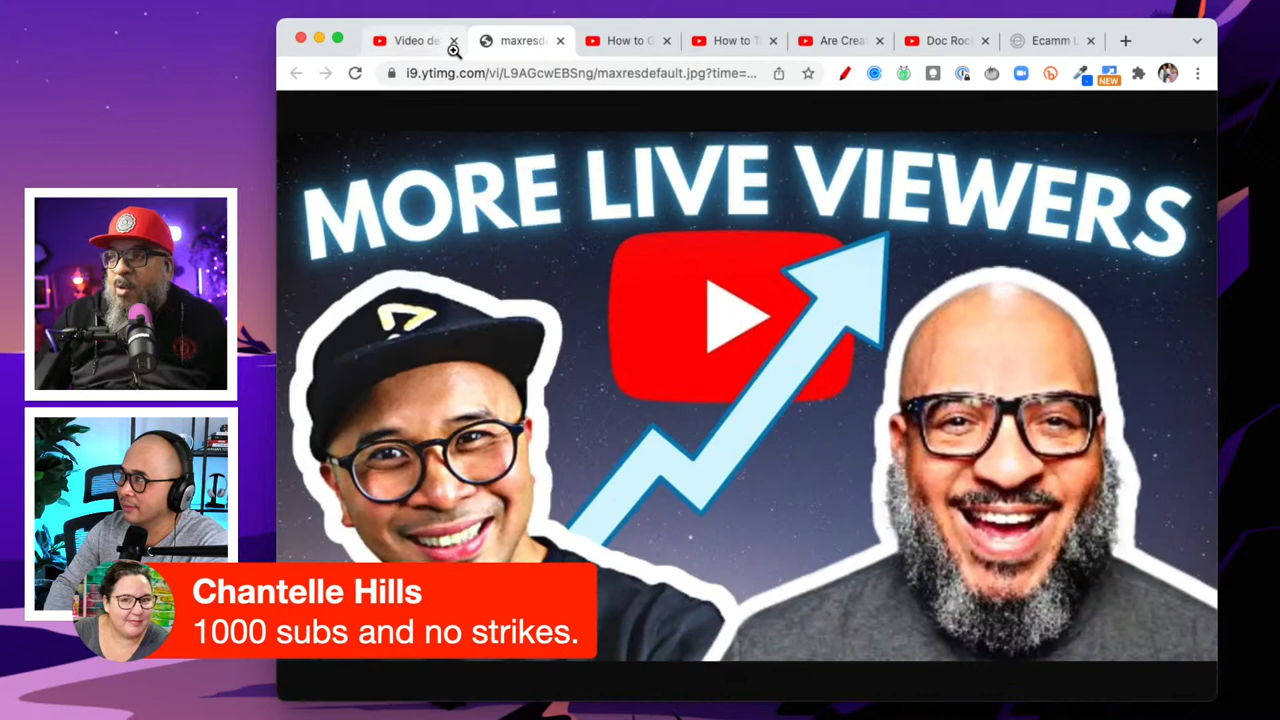 Video de
maxresde
How to G
How to T
Are Crea
Doc Roc
Ecamm L
i9.ytimg.com/vi/L9AGcwEBSng/maxresdefault.jpg?time=...
NEW
MORE LIVE VIEWERS
Chantelle Hills
1000 subs and no strikes.